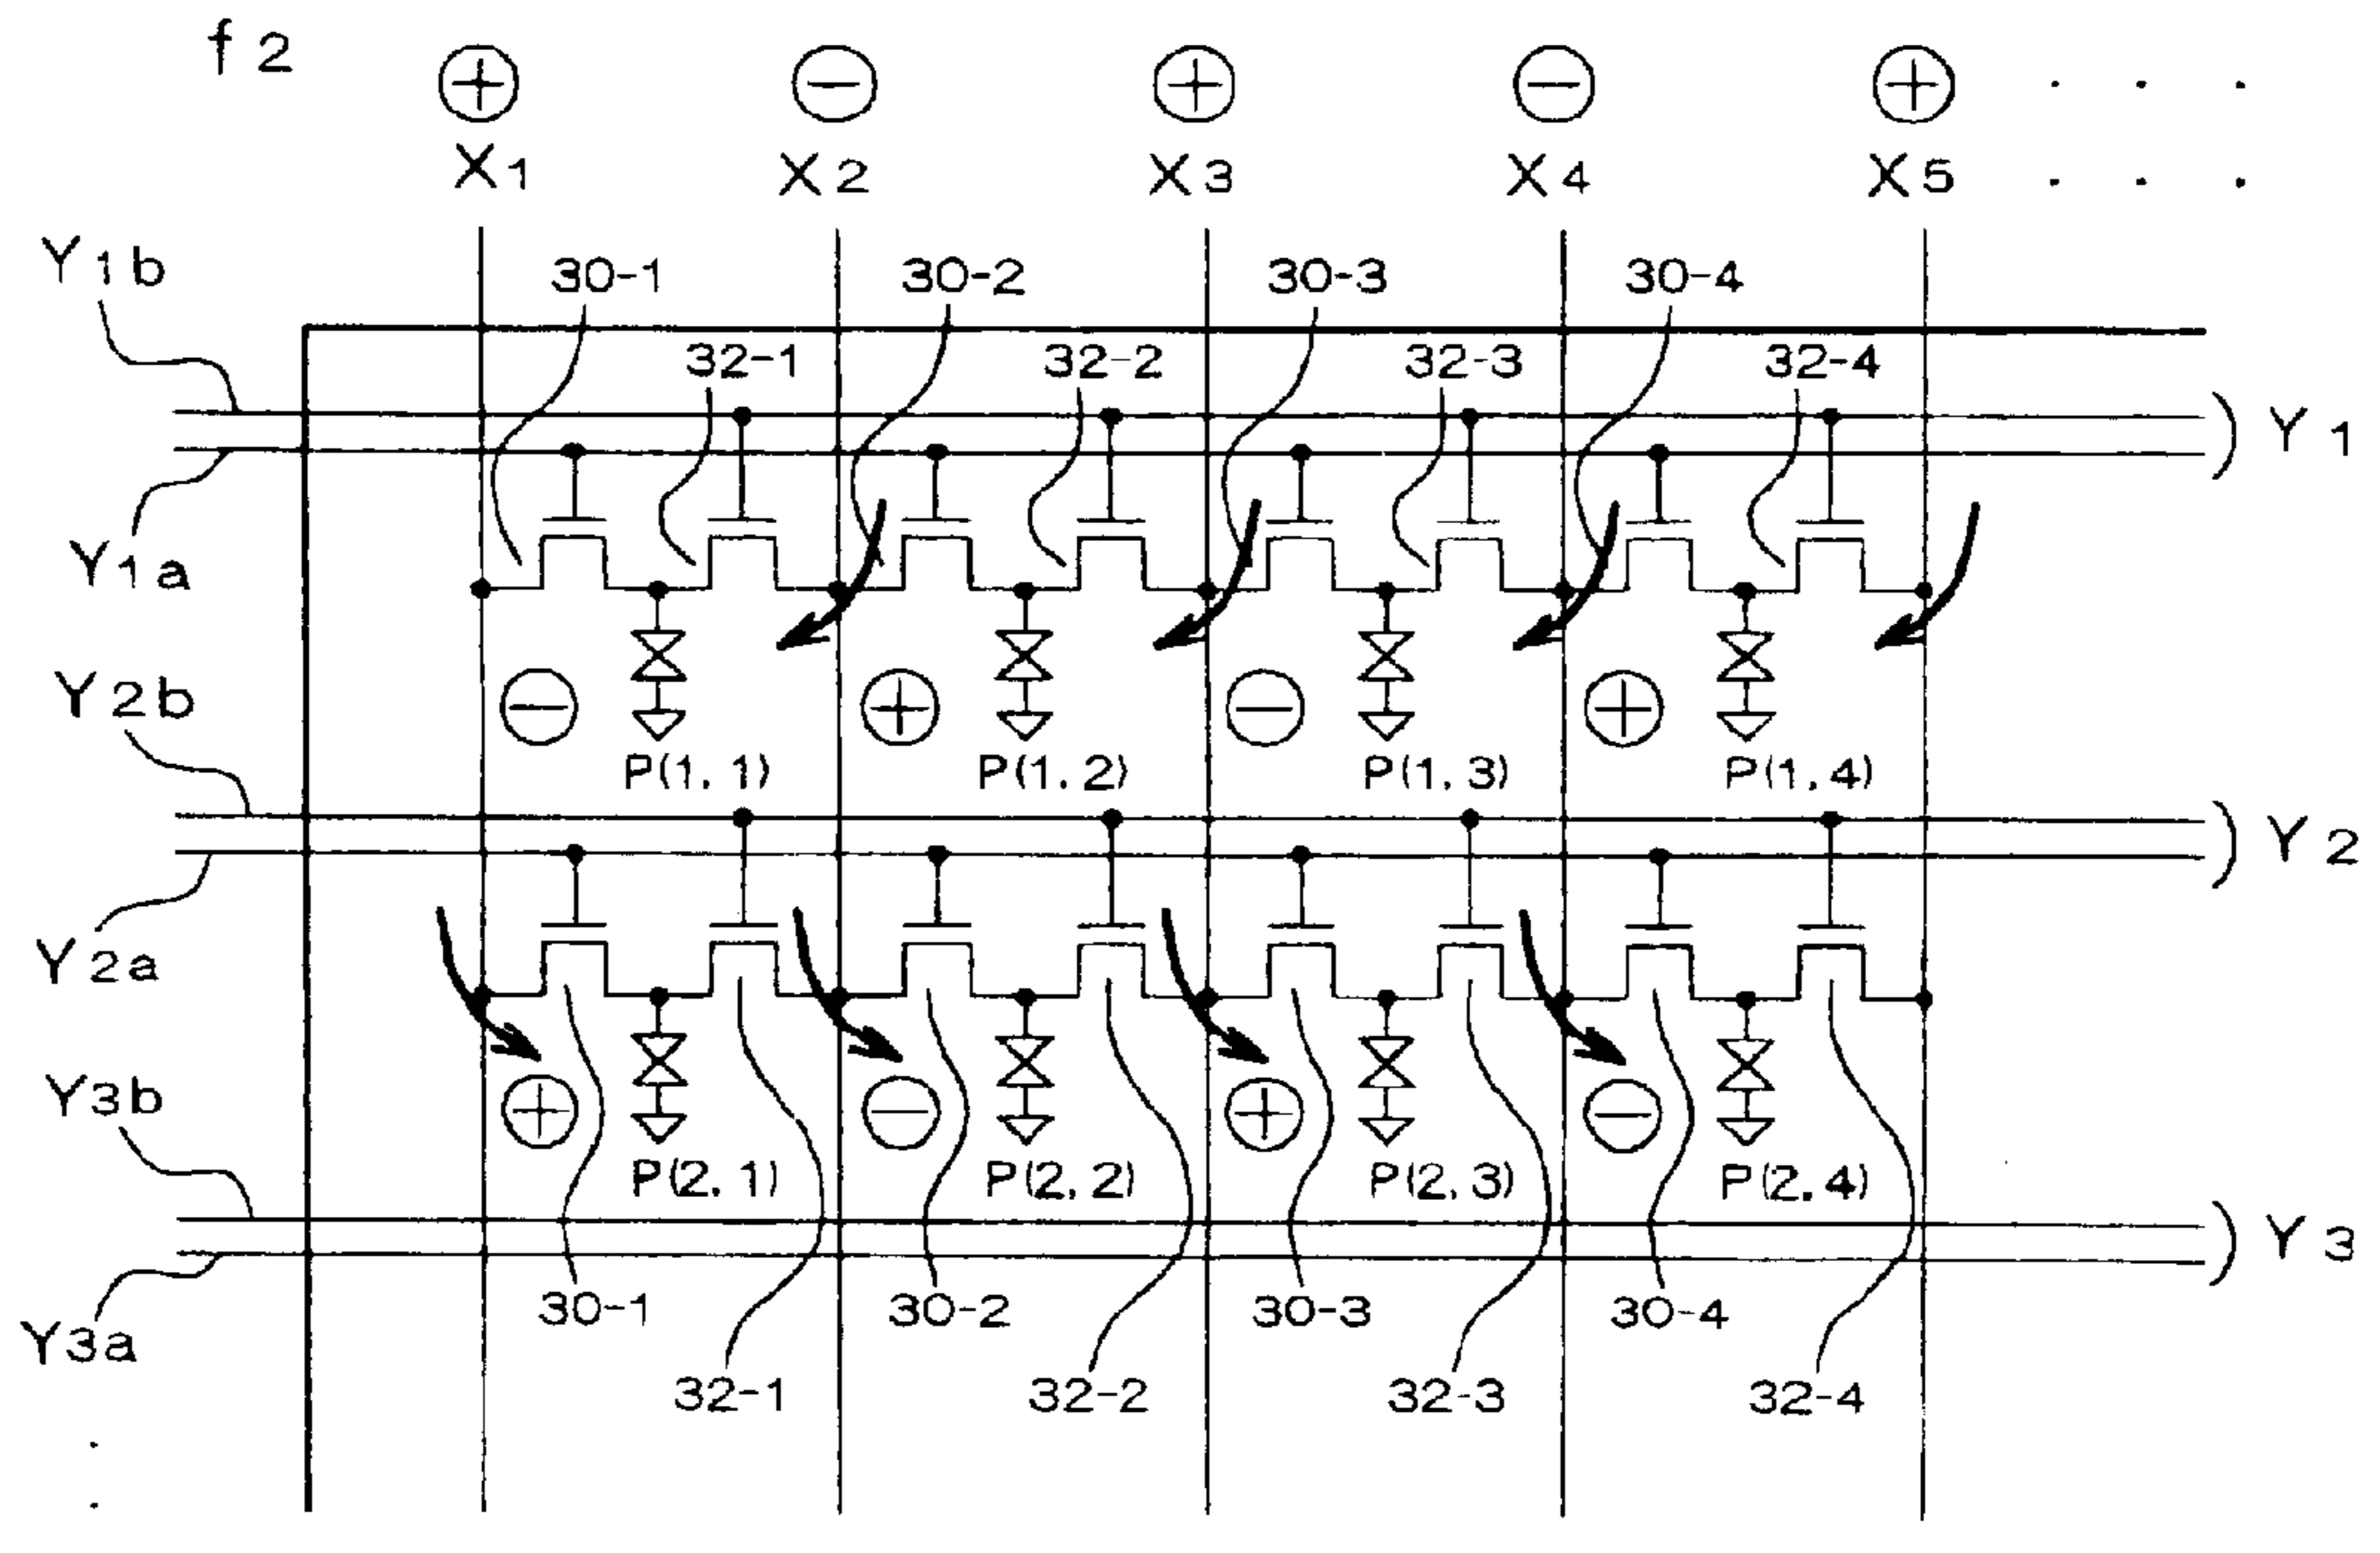 f2
⊕ ⊖ ⊕ ⊖ ⊕ . . .
X1 X2 X3 X4 X5 . . .
Y1b
30-1 30-2 30-3 30-4
32-1 32-2 32-3 32-4
Y1
Y1a
Y2b
⊖ ⊕ ⊖ ⊕
P(1,1) P(1.2) P(1,3) P(1,4)
Y2
Y2a
Y3b
⊕ ⊖ ⊕ ⊖
P(2,1) P(2,2) P(2,3) P(2,4)
Y3
30-1 30-2 30-3 30-4
Y3a
32-1 32-2 32-3 32-4